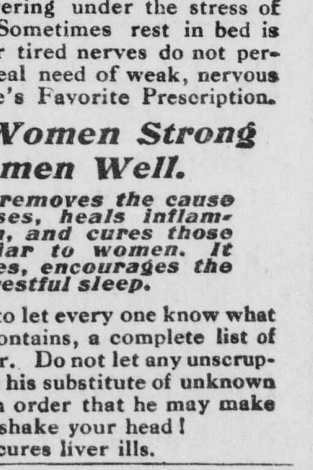 ering under the stress of
Sometimes rest in bed is
r tired nerves do not per-
eal need of weak, nervous
e's Favorite Prescription.
Women Strong
men Well.
removes the cause
ses, heals inflam-
, and cures those
iar to women. It
es, encourages the
restful sleep.
to let every one know what
ontains, a complete list of
r. Do not let any unscrup-
his substitute of unknown
n order that he may make
shake your head!
cures liver ills.